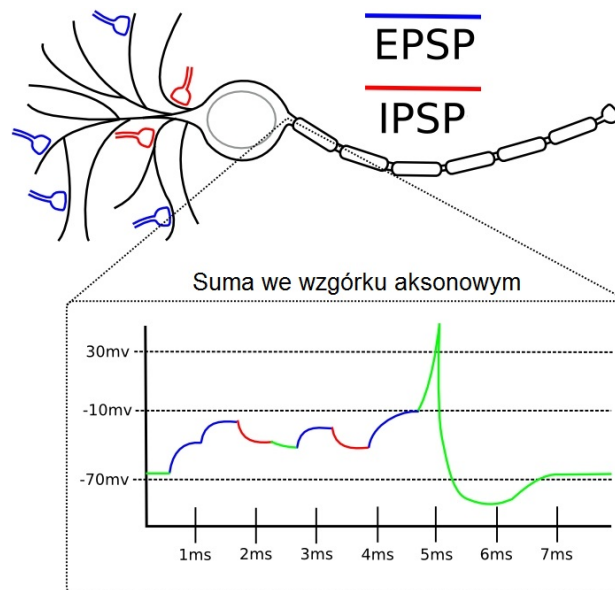 EPSP
IPSP
Suma we wzgórku aksonowym
30mv
-10mv
-70mv
1ms 2ms 3ms 4ms 5ms 6ms 7ms